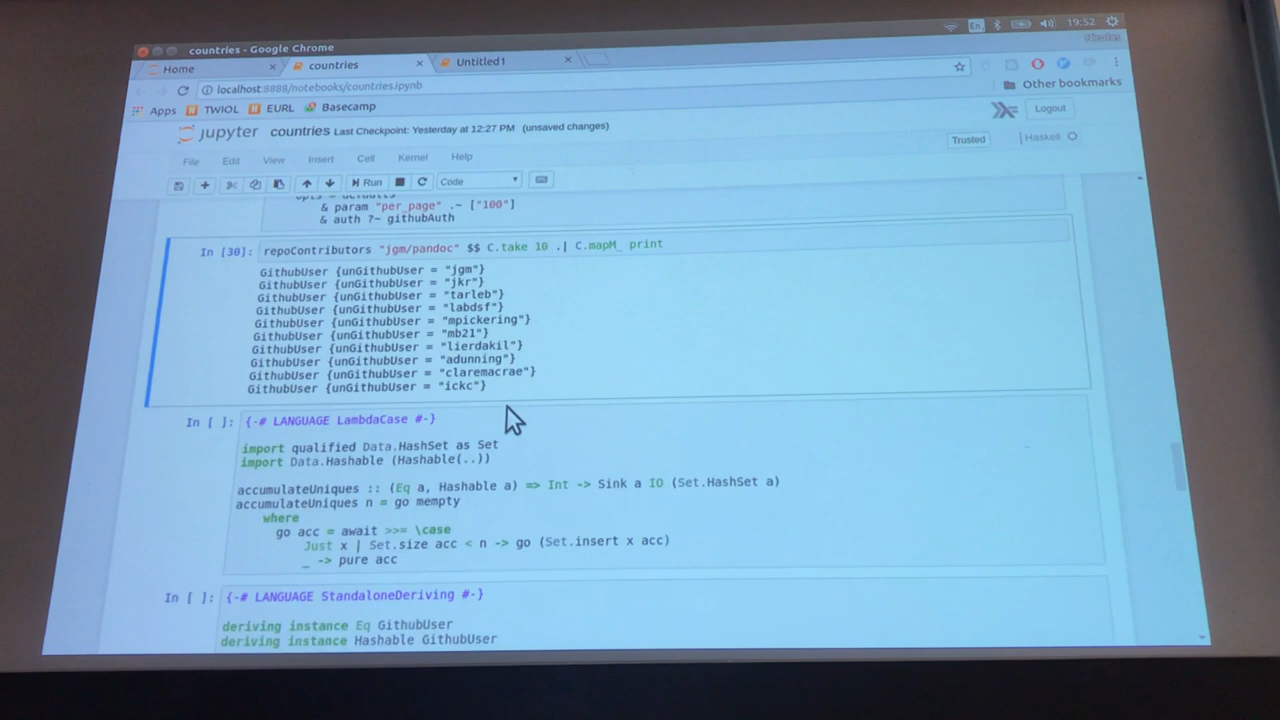 En 19:52
countries - Google Chrome
Home countries Untitled1
localhost:8888/notebooks/countries.ipynb
Apps TWIOL EURL Basecamp Other bookmarks
jupyter countries Last Checkpoint: Yesterday at 12:27 PM (unsaved changes) Logout
File Edit View Insert Cell Kernel Help Trusted Haskell
Run Code
opts = defaults
& param "per_page" .~ ["100"]
& auth ?~ githubAuth
In [30]: repoContributors "jgm/pandoc" $$ C.take 10 .| C.mapM_ print
GithubUser {unGithubUser = "jgm"}
GithubUser {unGithubUser = "jkr"}
GithubUser {unGithubUser = "tarleb"}
GithubUser {unGithubUser = "labdsf"}
GithubUser {unGithubUser = "mpickering"}
GithubUser {unGithubUser = "mb21"}
GithubUser {unGithubUser = "lierdakil"}
GithubUser {unGithubUser = "adunning"}
GithubUser {unGithubUser = "claremacrae"}
GithubUser {unGithubUser = "ickc"}
In [ ]: {-# LANGUAGE LambdaCase #-}
import qualified Data.HashSet as Set
import Data.Hashable (Hashable(..))
accumulateUniques :: (Eq a, Hashable a) => Int -> Sink a IO (Set.HashSet a)
accumulateUniques n = go mempty
where
go acc = await >>= \case
Just x | Set.size acc < n -> go (Set.insert x acc)
_ -> pure acc
In [ ]: {-# LANGUAGE StandaloneDeriving #-}
deriving instance Eq GithubUser
deriving instance Hashable GithubUser